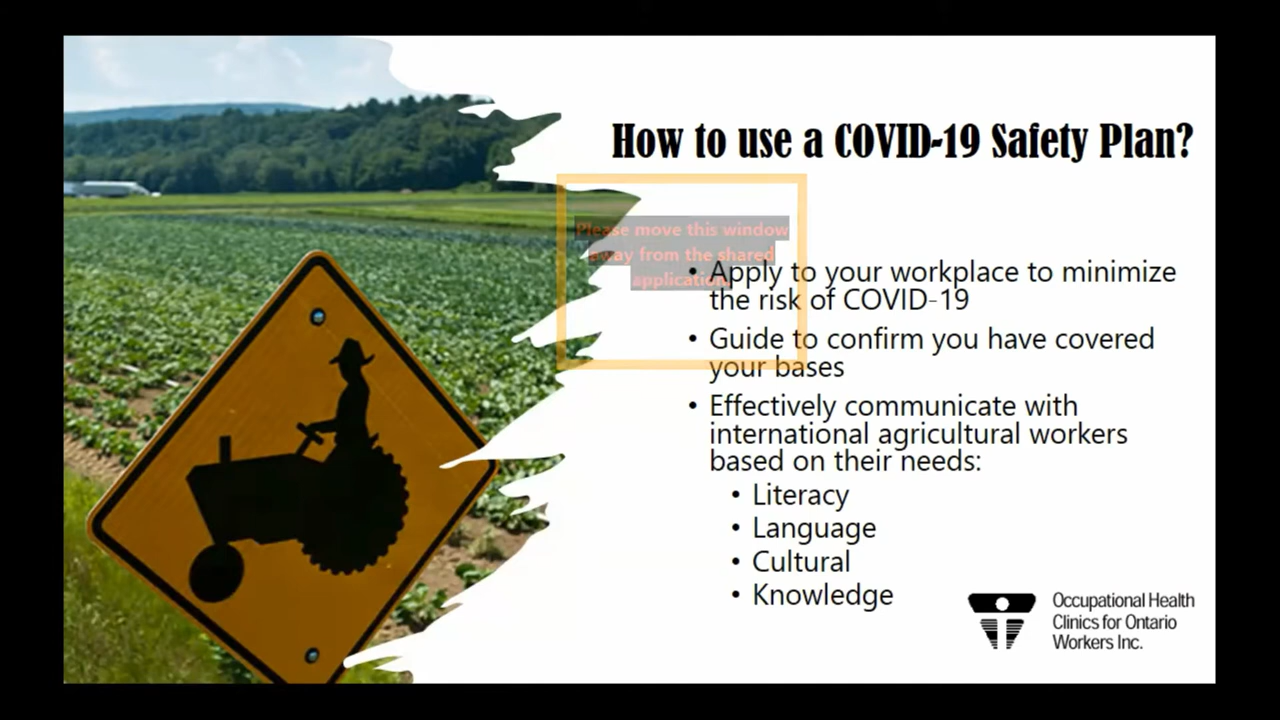 How to use a COVID-19 Safety Plan?
Please move this window
away from the shared
application.
• Apply to your workplace to minimize
the risk of COVID-19
• Guide to confirm you have covered
your bases
• Effectively communicate with
international agricultural workers
based on their needs:
• Literacy
• Language
• Cultural
• Knowledge
Occupational Health
Clinics for Ontario
Workers Inc.